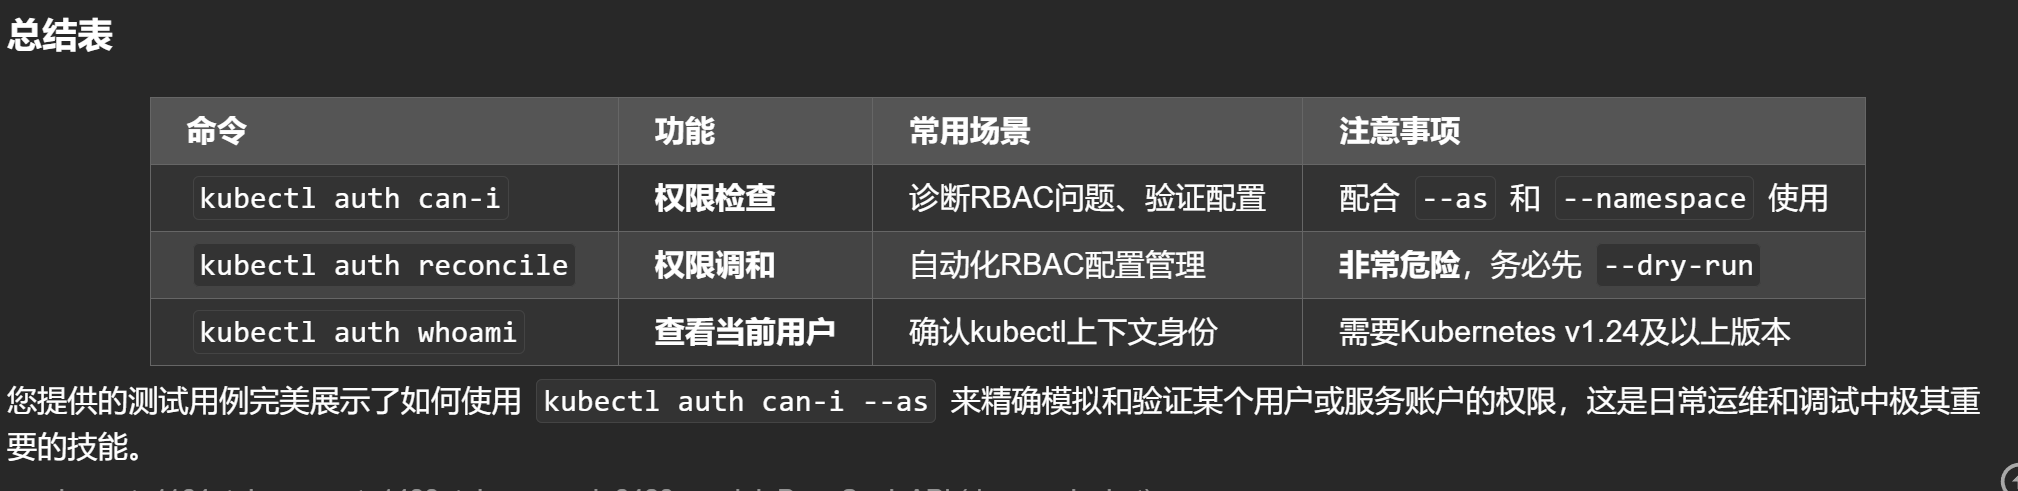 总结表
命令 功能 常用场景 注意事项
kubectl auth can-i 权限检查 诊断RBAC问题、验证配置 配合 --as 和 --namespace 使用
kubectl auth reconcile 权限调和 自动化RBAC配置管理 非常危险，务必先 --dry-run
kubectl auth whoami 查看当前用户 确认kubectl上下文身份 需要Kubernetes v1.24及以上版本
您提供的测试用例完美展示了如何使用 kubectl auth can-i --as 来精确模拟和验证某个用户或服务账户的权限，这是日常运维和调试中极其重
要的技能。